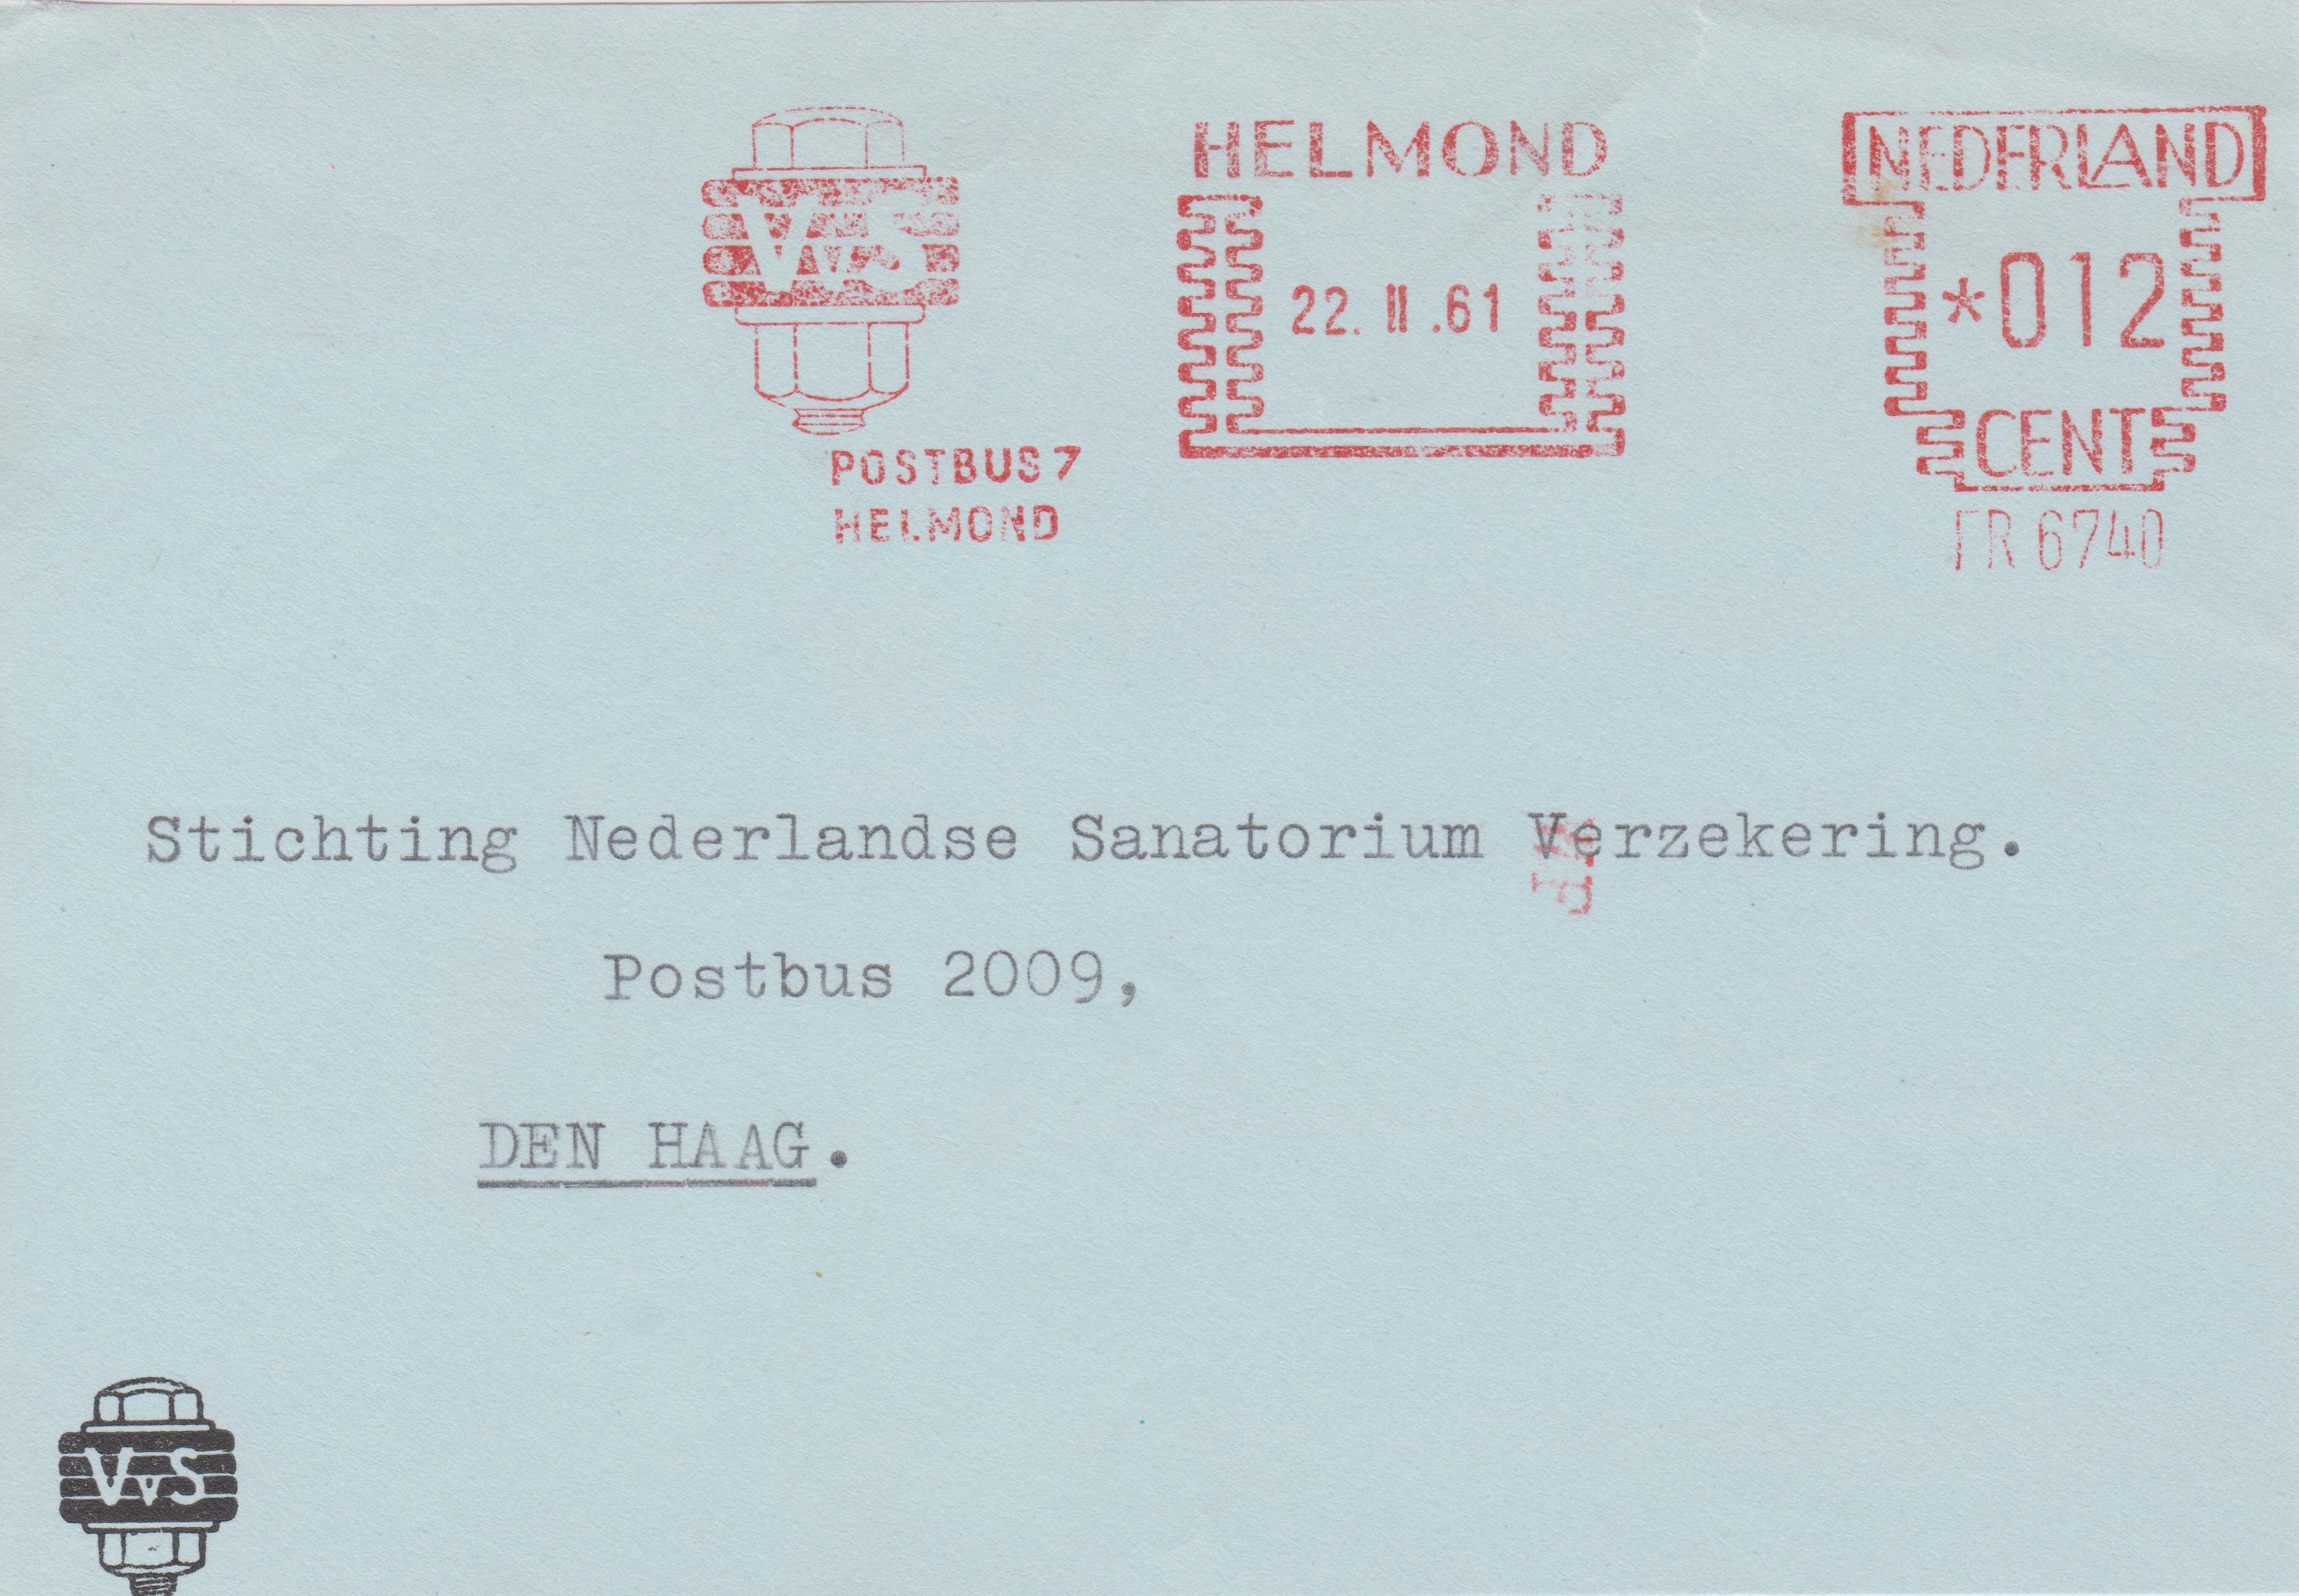 VvS
POSTBUS 7
HELMOND
HELMOND
22. II .61
NEDERLAND
*012
CENT
FR 6740
Stichting Nederlandse Sanatorium Verzekering.
Postbus 2009,
DEN HAAG.
VvS